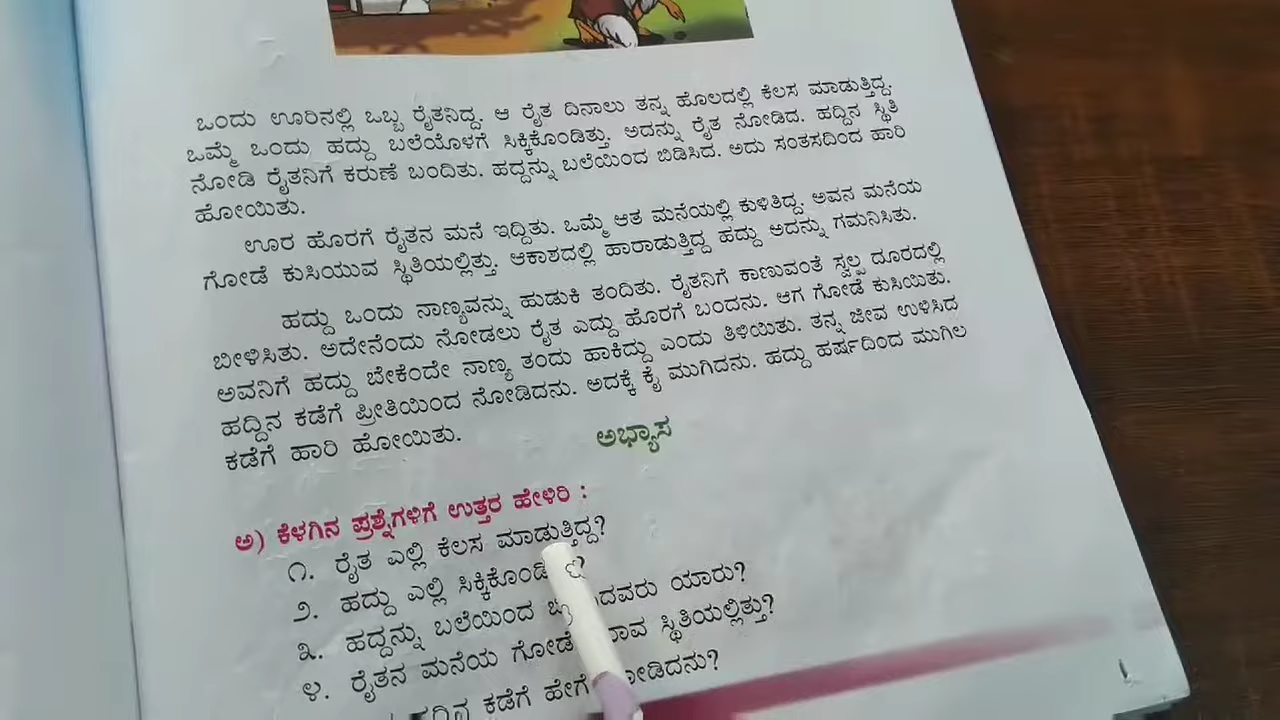 ಒಂದು ಊರಿನಲ್ಲಿ ಒಬ್ಬ ರೈತನಿದ್ದ. ಆ ರೈತ ದಿನಾಲು ತನ್ನ ಹೊಲದಲ್ಲಿ ಕೆಲಸ ಮಾಡುತ್ತಿದ್ದ.
ಒಮ್ಮೆ ಒಂದು ಹದ್ದು ಬಲೆಯೊಳಗೆ ಸಿಕ್ಕಿಕೊಂಡಿತ್ತು. ಅದನ್ನು ರೈತ ನೋಡಿದ. ಹದ್ದಿನ ಸ್ಥಿತಿ
ನೋಡಿ ರೈತನಿಗೆ ಕರುಣೆ ಬಂದಿತು. ಹದ್ದನ್ನು ಬಲೆಯಿಂದ ಬಿಡಿಸಿದ. ಅದು ಸಂತಸದಿಂದ ಹಾರಿ
ಹೋಯಿತು.
ಊರ ಹೊರಗೆ ರೈತನ ಮನೆ ಇದ್ದಿತು. ಒಮ್ಮೆ ಆತ ಮನೆಯಲ್ಲಿ ಕುಳಿತಿದ್ದ. ಅವನ ಮನೆಯ
ಗೋಡೆ ಕುಸಿಯುವ ಸ್ಥಿತಿಯಲ್ಲಿತ್ತು. ಆಕಾಶದಲ್ಲಿ ಹಾರಾಡುತ್ತಿದ್ದ ಹದ್ದು ಅದನ್ನು ಗಮನಿಸಿತು.
ಹದ್ದು ಒಂದು ನಾಣ್ಯವನ್ನು ಹುಡುಕಿ ತಂದಿತು. ರೈತನಿಗೆ ಕಾಣುವಂತೆ ಸ್ವಲ್ಪ ದೂರದಲ್ಲಿ
ಬೀಳಿಸಿತು. ಅದೇನೆಂದು ನೋಡಲು ರೈತ ಎದ್ದು ಹೊರಗೆ ಬಂದನು. ಆಗ ಗೋಡೆ ಕುಸಿಯಿತು.
ಅವನಿಗೆ ಹದ್ದು ಬೇಕೆಂದೇ ನಾಣ್ಯ ತಂದು ಹಾಕಿದ್ದು ಎಂದು ತಿಳಿಯಿತು. ತನ್ನ ಜೀವ ಉಳಿಸಿದ
ಹದ್ದಿನ ಕಡೆಗೆ ಪ್ರೀತಿಯಿಂದ ನೋಡಿದನು. ಅದಕ್ಕೆ ಕೈ ಮುಗಿದನು. ಹದ್ದು ಹರ್ಷದಿಂದ ಮುಗಿಲ
ಕಡೆಗೆ ಹಾರಿ ಹೋಯಿತು.
ಅಭ್ಯಾಸ
ಅ) ಕೆಳಗಿನ ಪ್ರಶ್ನೆಗಳಿಗೆ ಉತ್ತರ ಹೇಳಿರಿ :
೧. ರೈತ ಎಲ್ಲಿ ಕೆಲಸ ಮಾಡುತ್ತಿದ್ದ?
೨. ಹದ್ದು ಎಲ್ಲಿ
೩. ಹದ್ದನ್ನು ಬಲೆಯಿಂದ ಯಾರು?
೪. ರೈತನ ಮನೆಯ ಗೋಡೆ ಸ್ಥಿತಿಯಲ್ಲಿತ್ತು?
ಕಡೆಗೆ ಹೇಗೆ